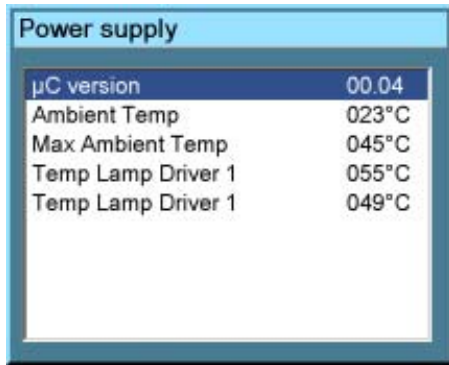 Power supply
µC version 00.04
Ambient Temp 023°C
Max Ambient Temp 045°C
Temp Lamp Driver 1 055°C
Temp Lamp Driver 1 049°C